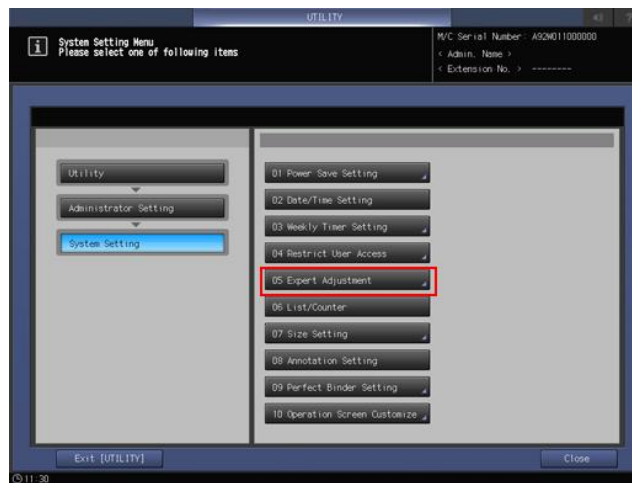 UTILITY
System Setting Menu
Please select one of following items
M/C Serial Number: A92W011000000
< Admin. Name >
< Extension No. > --------
Utility
Administrator Setting
System Setting
01 Power Save Setting
02 Date/Time Setting
03 Weekly Timer Setting
04 Restrict User Access
05 Expert Adjustment
06 List/Counter
07 Size Setting
08 Annotation Setting
09 Perfect Binder Setting
10 Operation Screen Customize
Exit [UTILITY]
Close
11:30